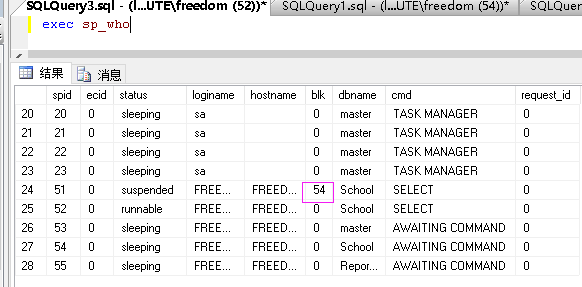 SQLQuery3.sql - (l...UTE\freedom (52))* SQLQuery1.sql - (l...UTE\freedom (54))* SQLQu
exec sp_who
结果 消息
spid ecid status loginame hostname blk dbname cmd request_id
20 20 0 sleeping sa 0 master TASK MANAGER 0
21 21 0 sleeping sa 0 master TASK MANAGER 0
22 22 0 sleeping sa 0 master TASK MANAGER 0
23 23 0 sleeping sa 0 master TASK MANAGER 0
24 51 0 suspended FREE... FREED... 54 School SELECT 0
25 52 0 runnable FREE... FREED... 0 School SELECT 0
26 53 0 sleeping FREE... FREED... 0 master AWAITING COMMAND 0
27 54 0 sleeping FREE... FREED... 0 School AWAITING COMMAND 0
28 55 0 sleeping FREE... FREED... 0 Repor... AWAITING COMMAND 0